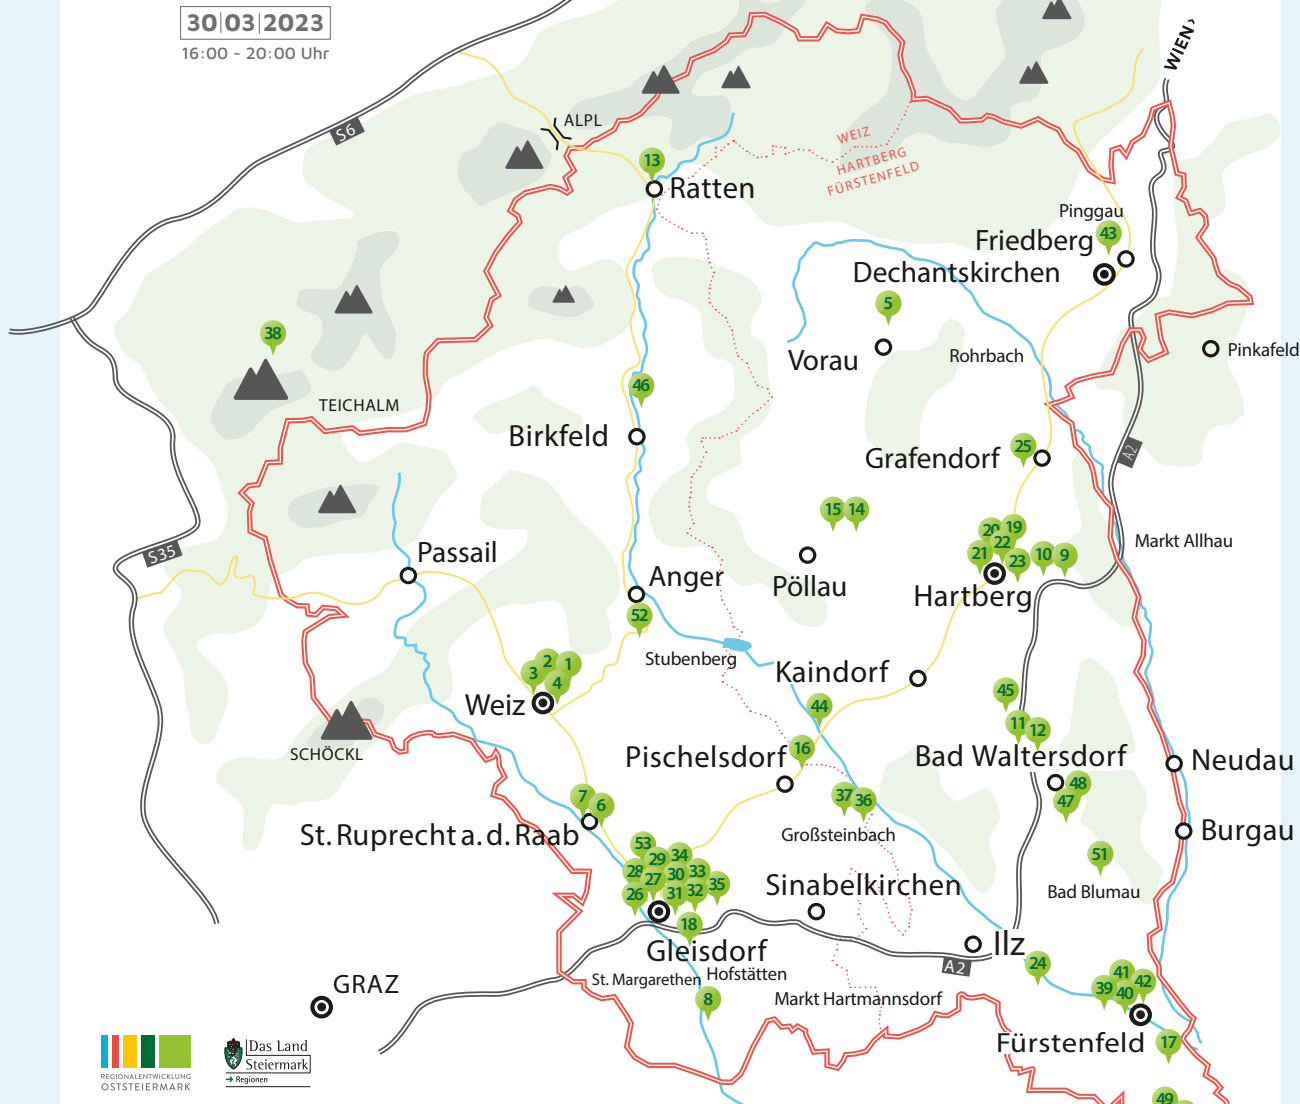 30|03|2023
16:00 - 20:00 Uhr
WIEN›
S6
ALPL
WEIZ
HARTBERG
FÜRSTENFELD
13
Ratten
Pinggau
43
Friedberg
Dechantskirchen
5
38
Vorau
Rohrbach
Pinkafeld
46
TEICHALM
Birkfeld
25
Grafendorf
A2
15
14
20
19
22
21
23
10
9
Markt Allhau
S35
Passail
Anger
Pöllau
Hartberg
52
Stubenberg
3
2
1
4
Kaindorf
Weiz
44
45
11
12
SCHÖCKL
Pischelsdorf
16
Bad Waltersdorf
Neudau
48
47
37
36
7
6
St. Ruprecht a. d. Raab
Großsteinbach
Burgau
53
29
34
28
27
30
33
35
26
31
32
51
Sinabelkirchen
Bad Blumau
18
Gleisdorf
Ilz
A2
24
St. Margarethen
Hofstätten
GRAZ
8
Markt Hartmannsdorf
41
42
39
40
Fürstenfeld
17
REGIONALENTWICKLUNG
OSTSTEIERMARK
Das Land
Steiermark
➔ Regionen
49